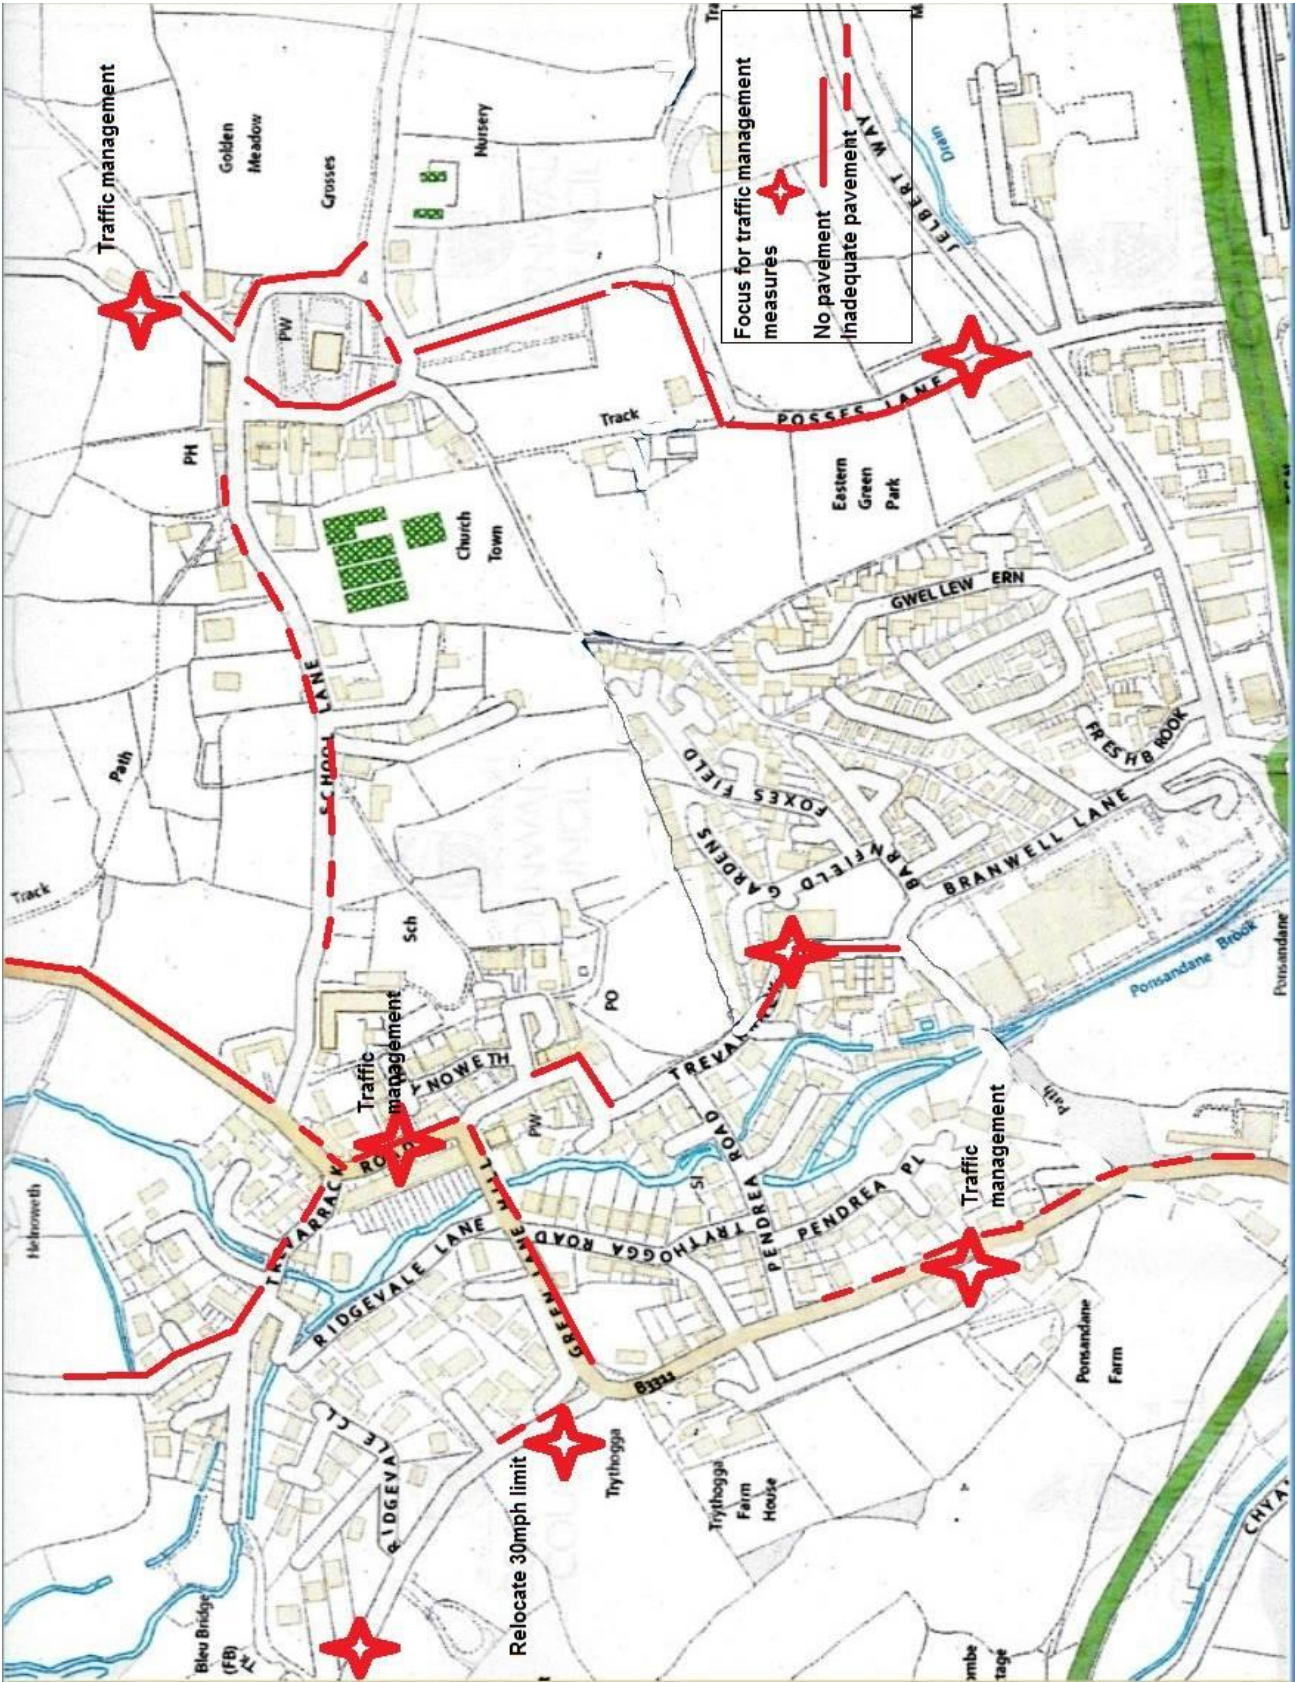 Traffic management
Golden
Meadow
Crosses
Nursery
Focus for traffic management
measures
No pavement
Inadequate pavement
JELBERT WAY
Drain
PW
PH
Track
POSSES LANE
Eastern
Green
Park
Church
Town
GWEL LEWERN
SCHOOL LANE
Path
Track
FOXES FIELD
BARNFIELD GARDENS
BARNFIELD
FRESHBROOK
BRANWELL LANE
Sch
PO
Ponsandane Brook
Ponsandane
Traffic
management
NOWETH
PW
Path
Helnoweth
TREVARRACK
ROAD
RIDGEVALE LANE
GREEN LANE HILL
TRYTHOGGA ROAD
PENDREA ROAD
PENDREA PL
Traffic
management
B3311
RIDGEVALE CL
Relocate 30mph limit
Trythogga
Trythogga
Farm
House
Ponsandane
Farm
Bleu Bridge
(FB)